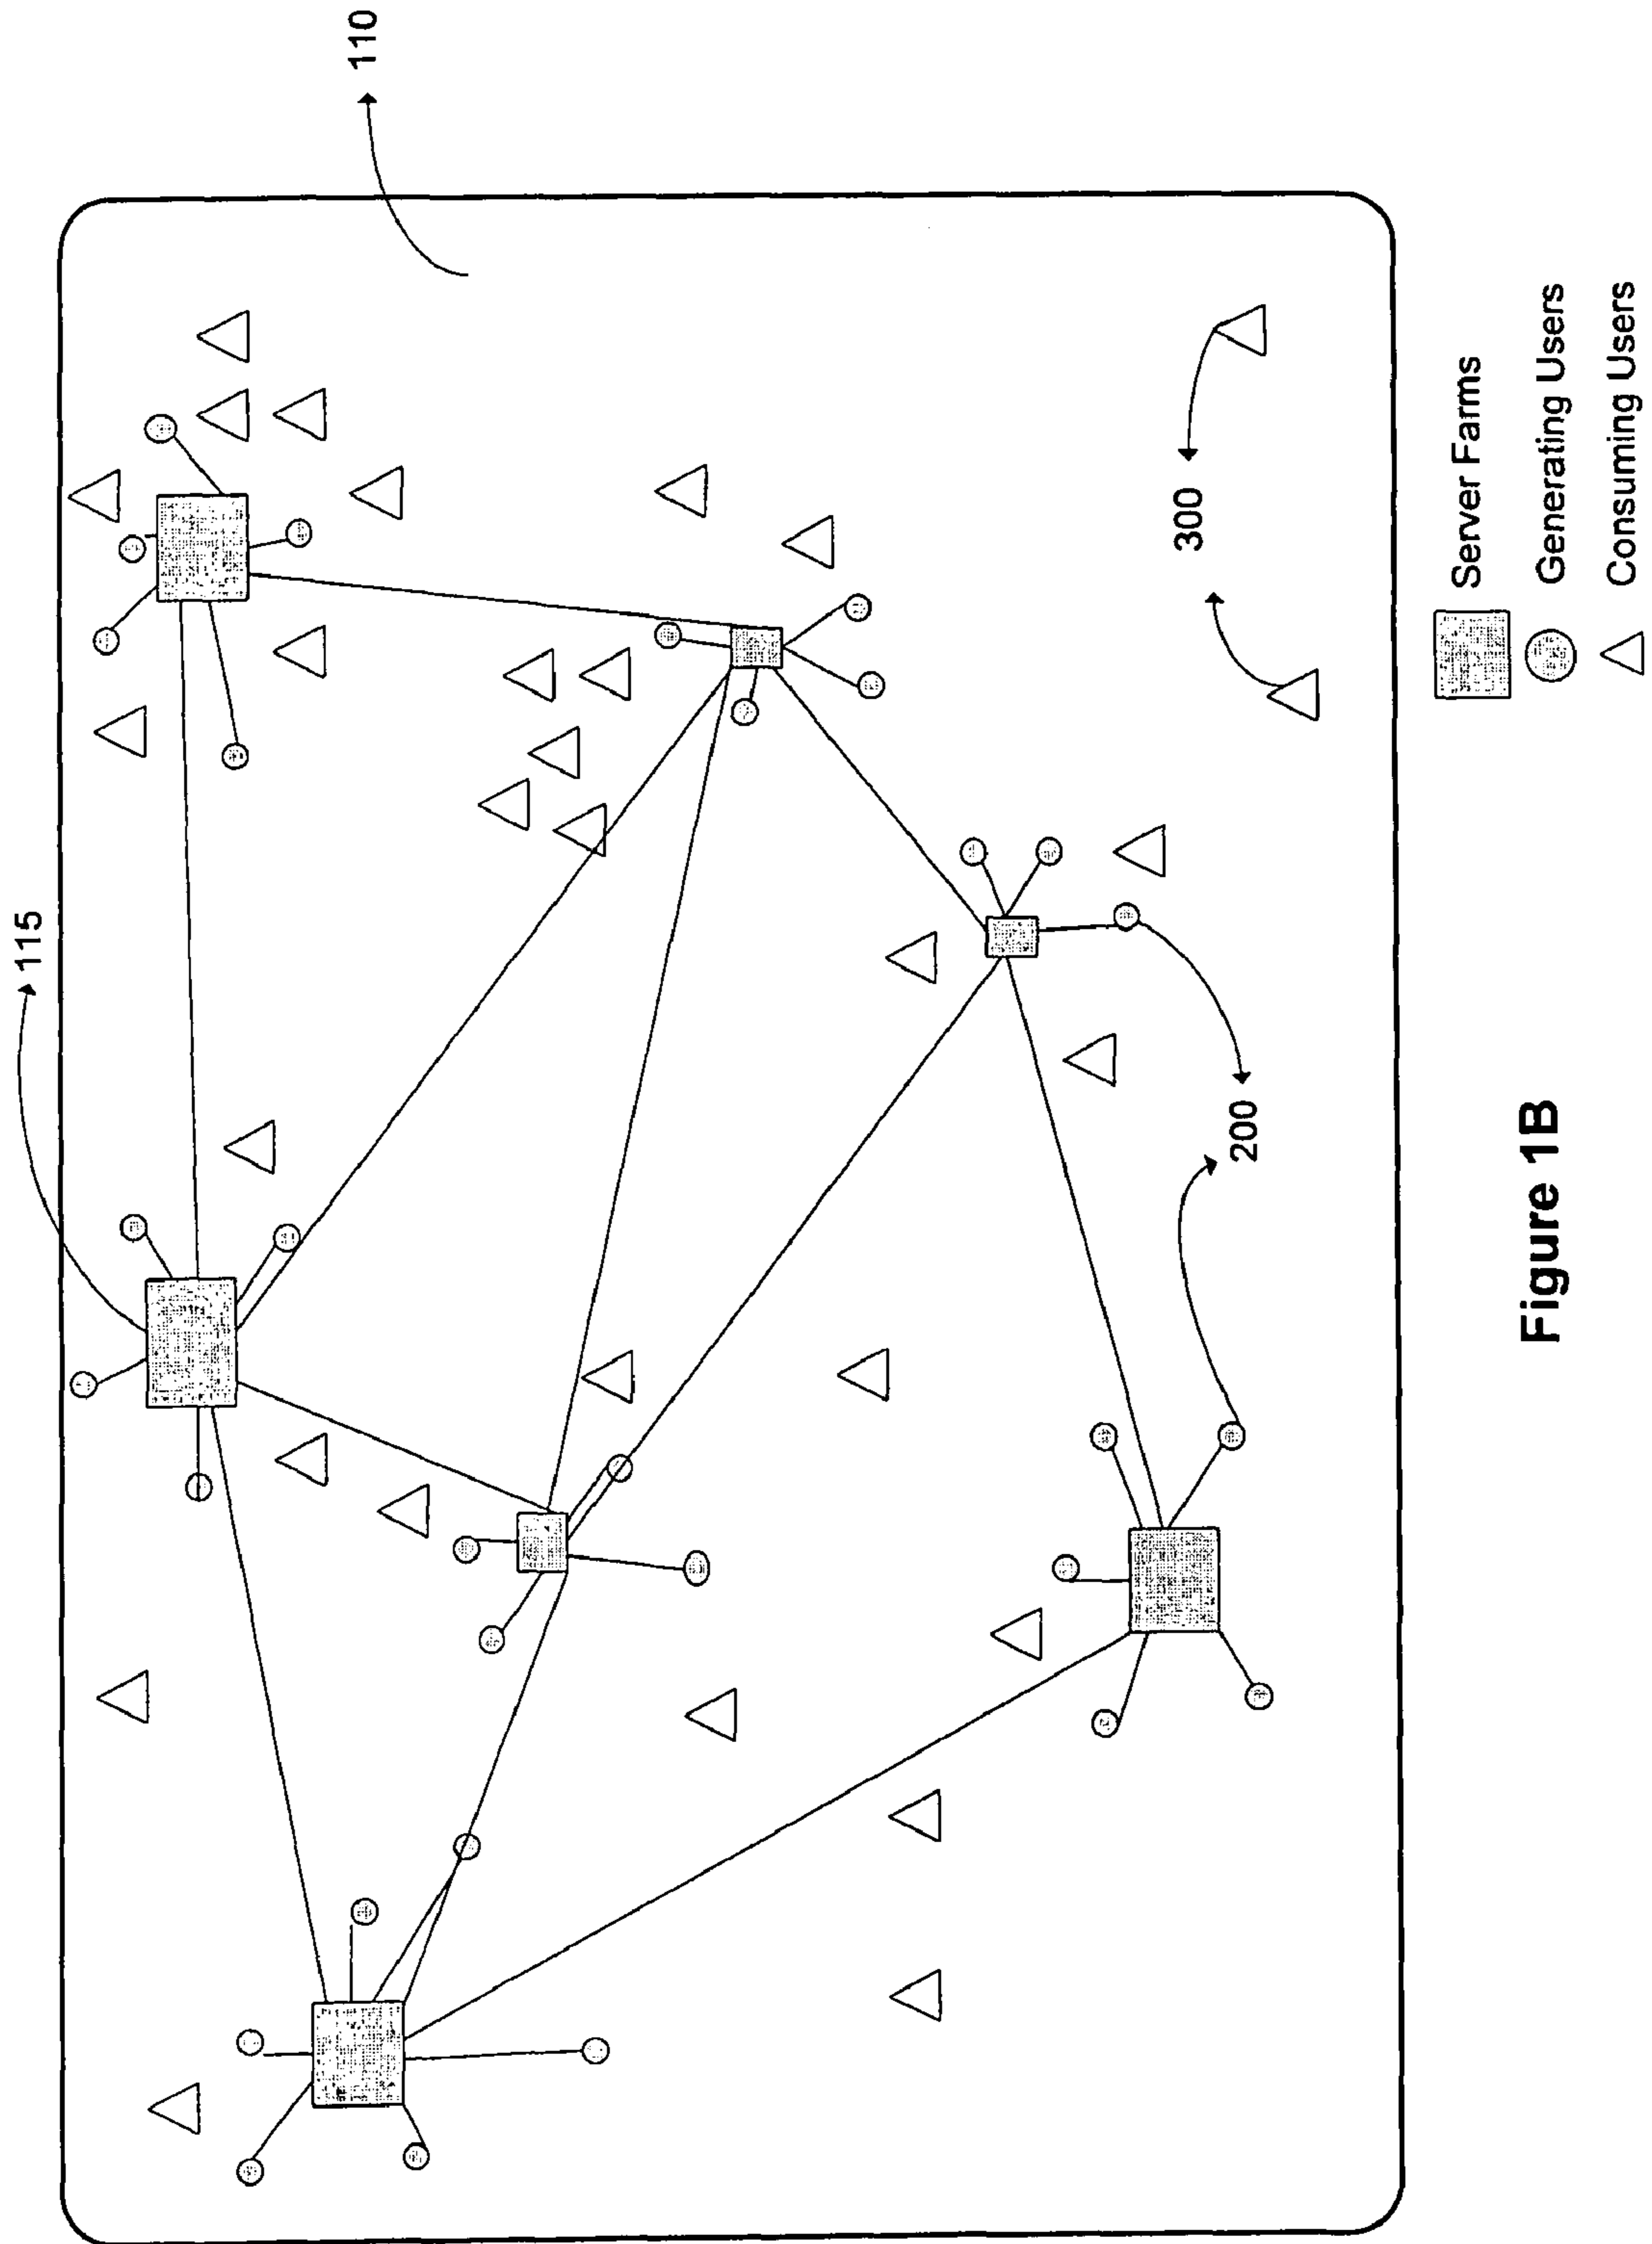 115
110
300
200
Server Farms
Generating Users
Consuming Users
Figure 1B